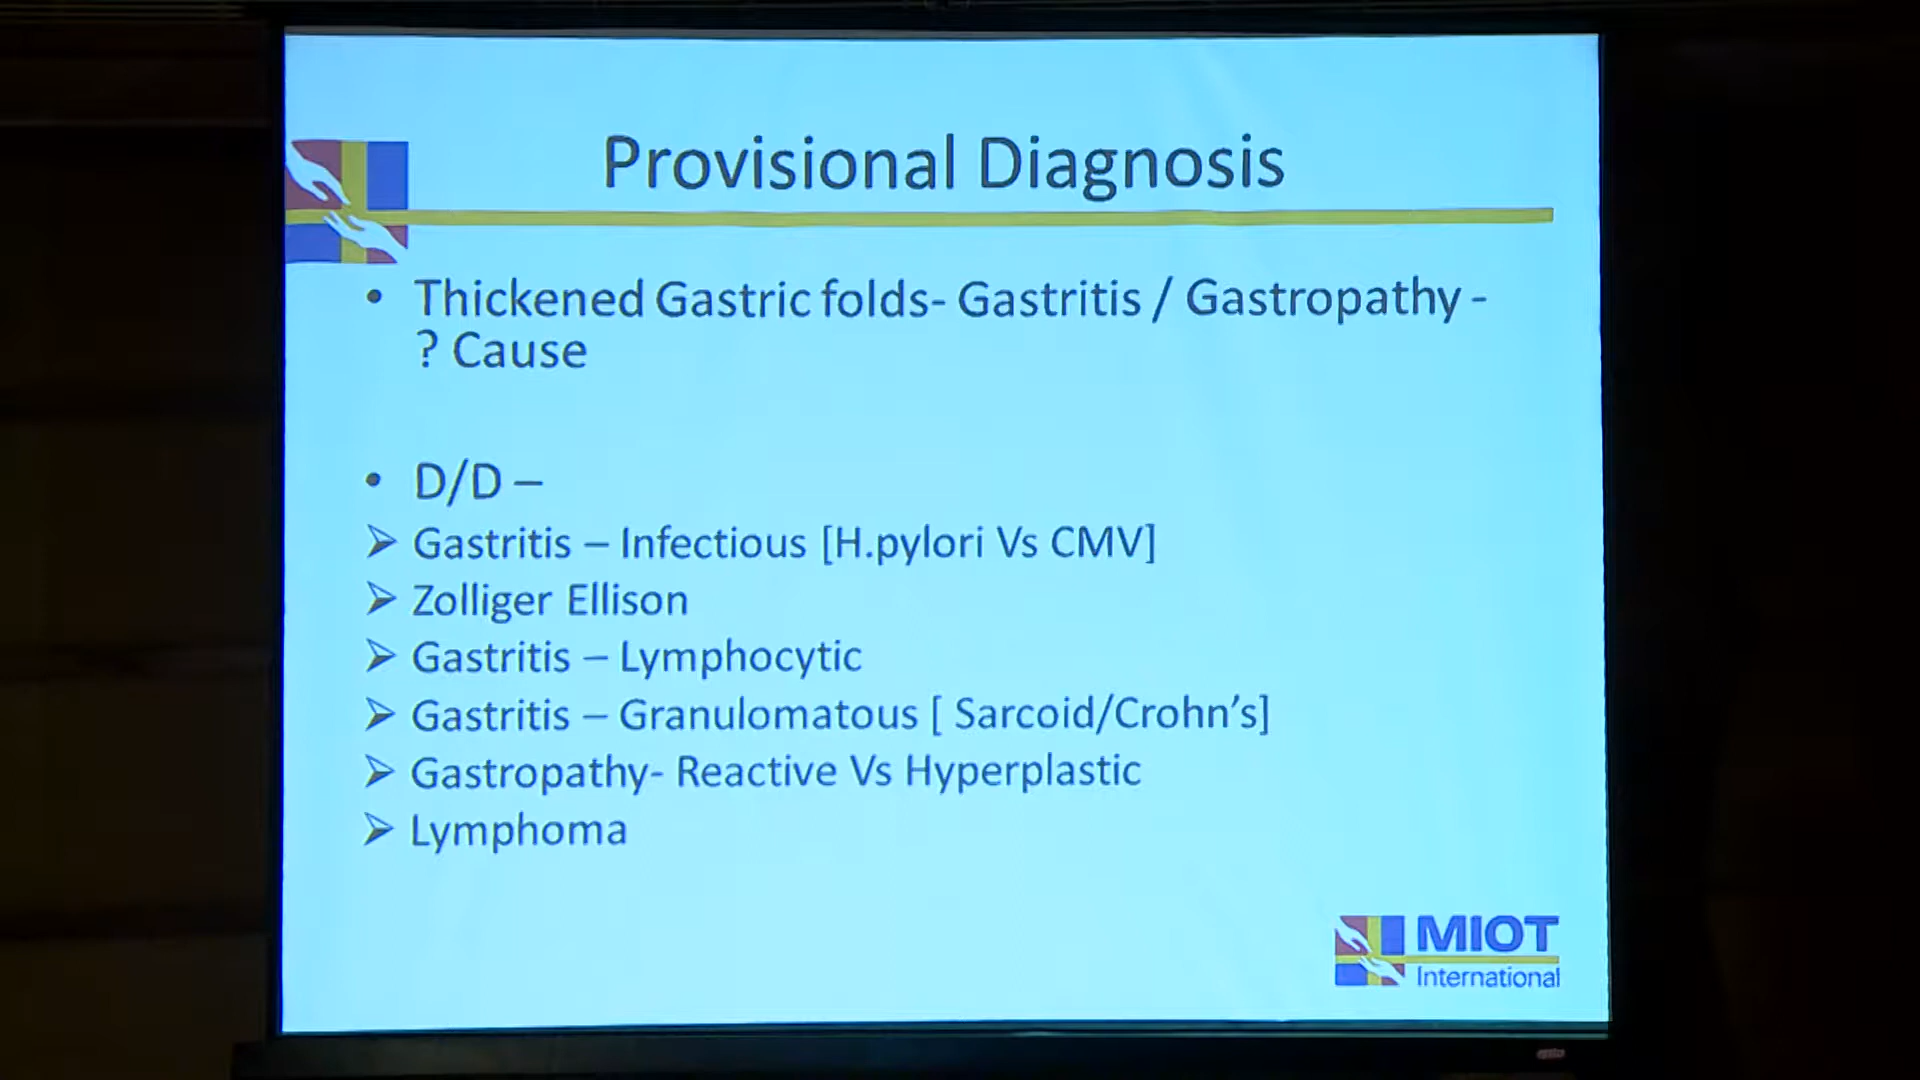 Provisional Diagnosis
• Thickened Gastric folds- Gastritis / Gastropathy -
? Cause
• D/D –
➢ Gastritis – Infectious [H.pylori Vs CMV]
➢ Zolliger Ellison
➢ Gastritis – Lymphocytic
➢ Gastritis – Granulomatous [ Sarcoid/Crohn's]
➢ Gastropathy- Reactive Vs Hyperplastic
➢ Lymphoma
MIOT
International